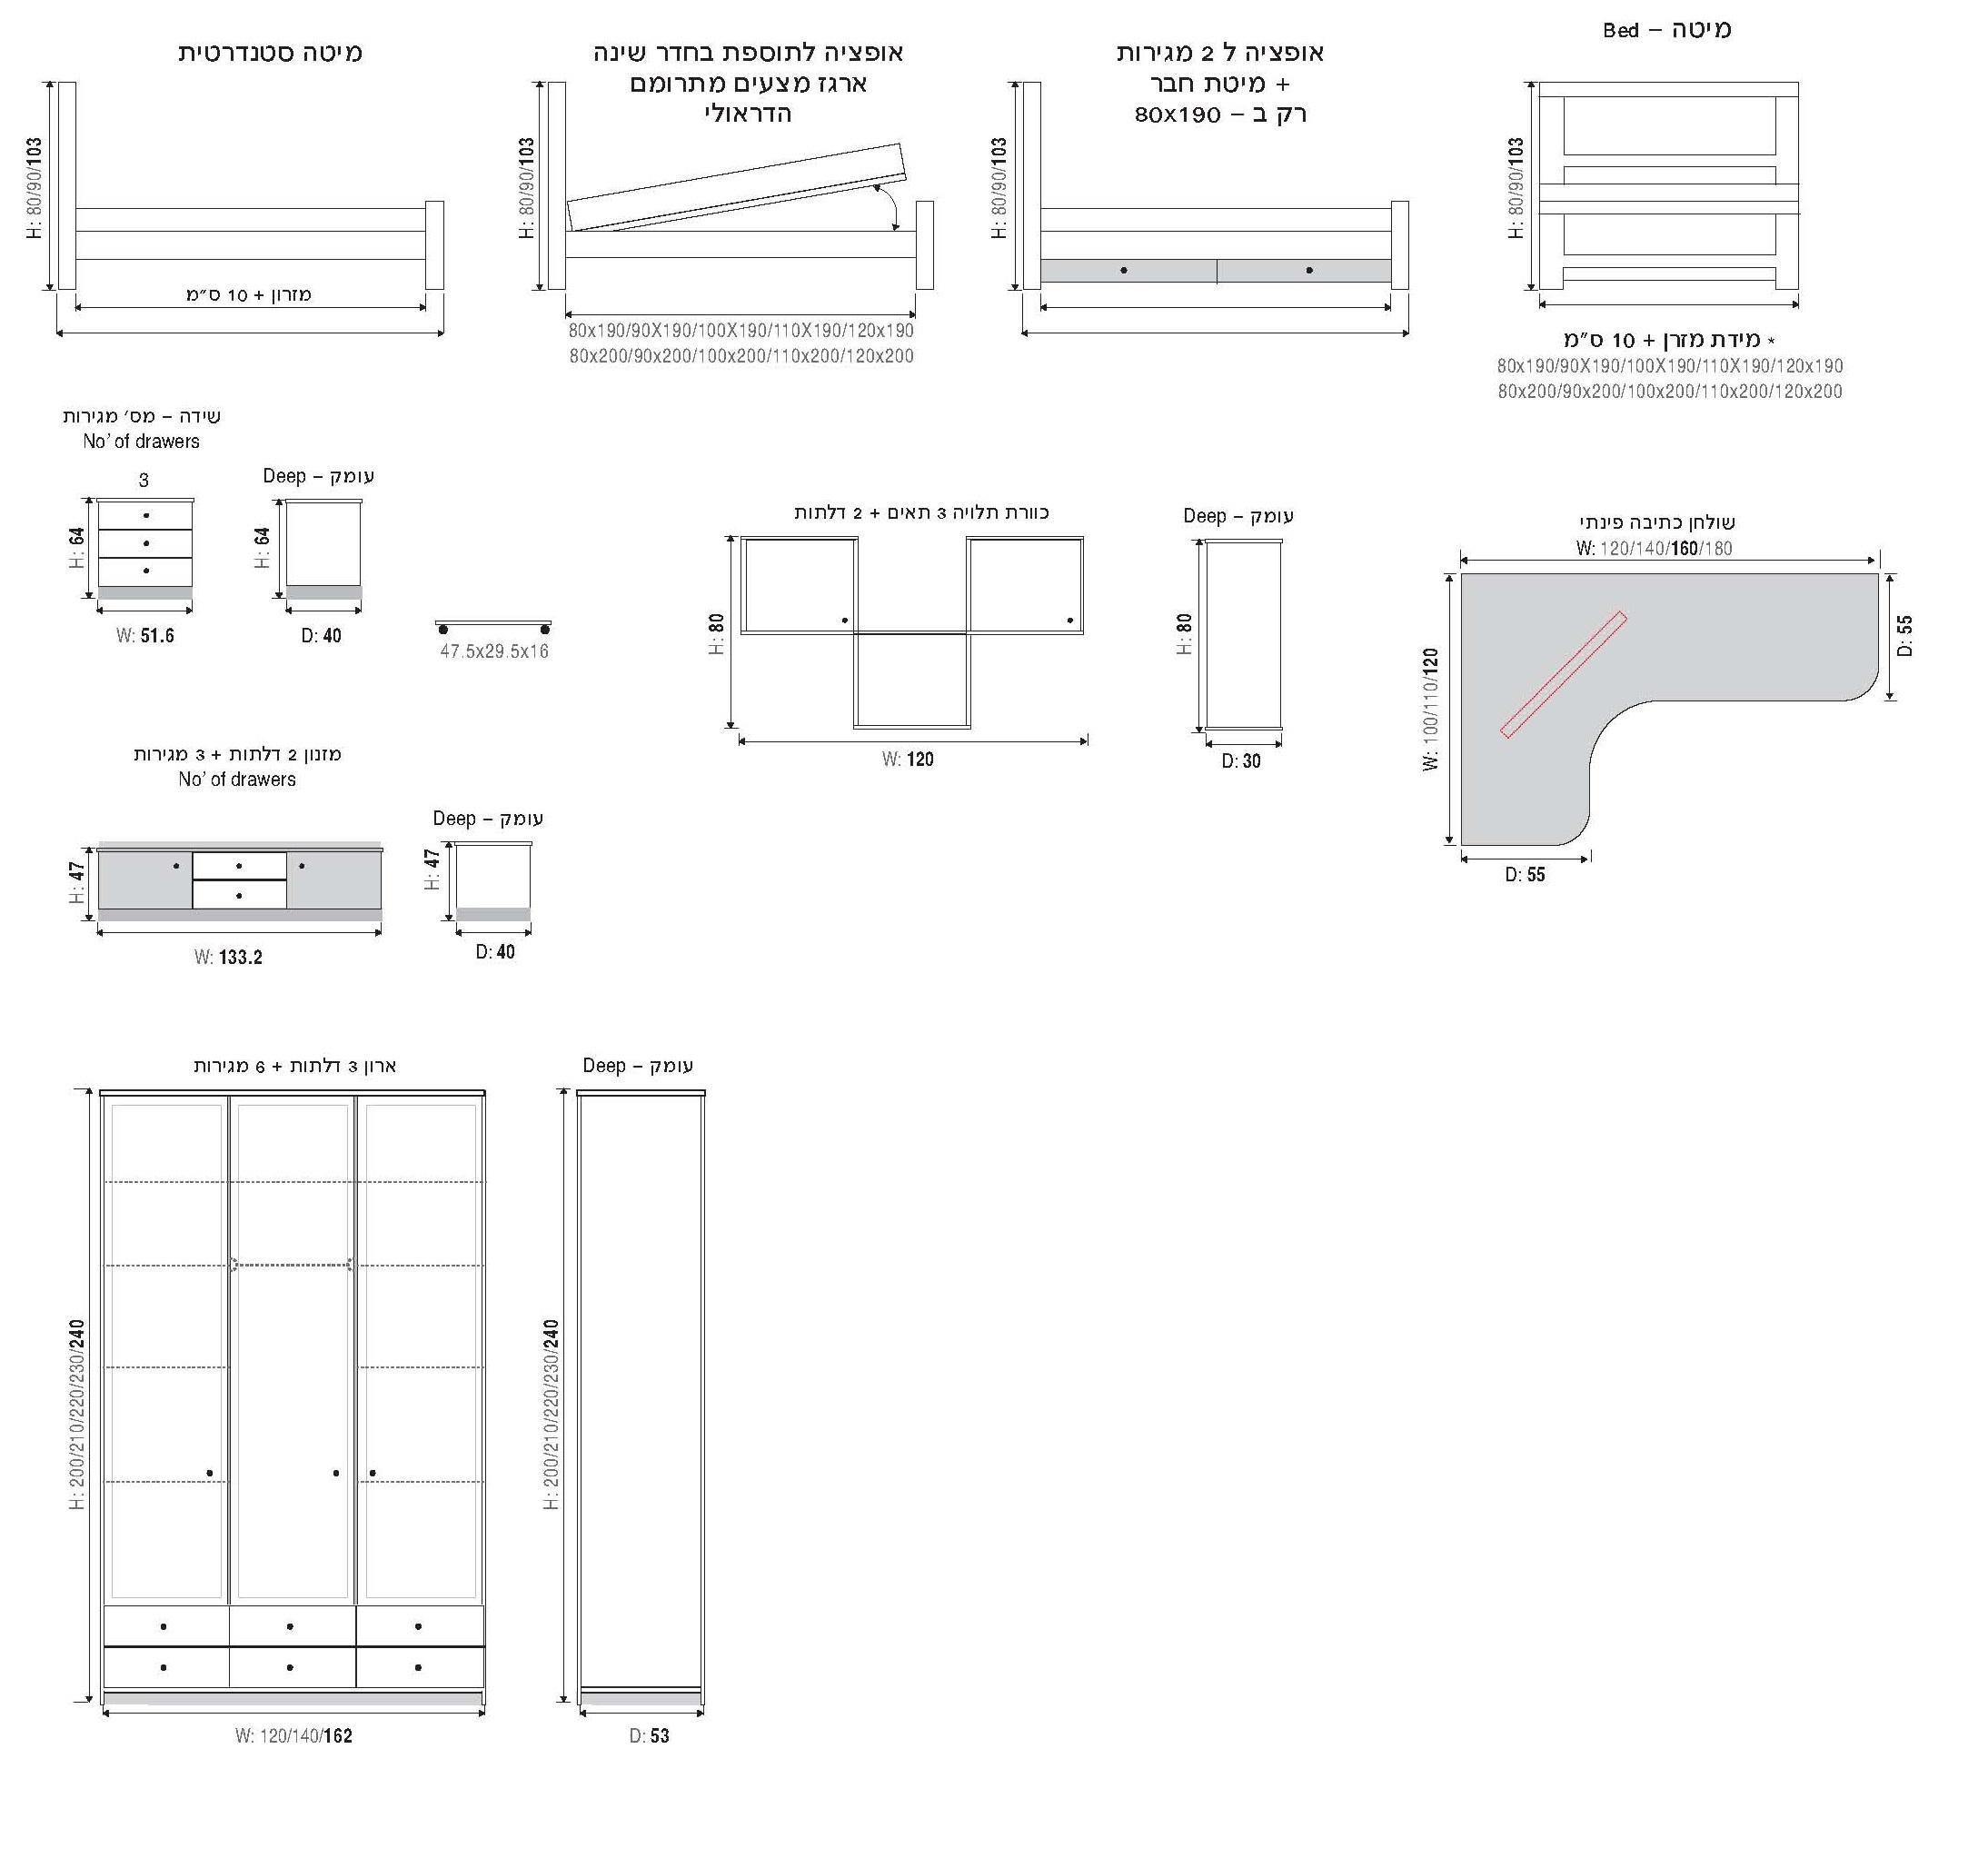 מיטה – Bed
מיטה סטנדרטית
אופציה לתוספת בחדר שינה
ארגז מצעים מתרומם
הדראולי
אופציה ל 2 מגירות
+ מיטת חבר
רק ב – 80X190
H: 80/90/103
H: 80/90/103
H: 80/90/103
H: 80/90/103
מזרון + 10 ס"מ
80x190/90X190/100X190/110X190/120x190
80x200/90x200/100x200/110x200/120x200
* מידת מזרן + 10 ס"מ
80x190/90X190/100X190/110X190/120x190
80x200/90x200/100x200/110x200/120x200
שידה – מס' מגירות
No' of drawers
3
עומק – Deep
H: 64
H: 64
W: 51.6
D: 40
47.5x29.5x16
כוורת תלויה 3 תאים + 2 דלתות
עומק – Deep
H: 80
H: 80
W: 120
D: 30
שולחן כתיבה פינתי
W: 120/140/160/180
D: 55
W: 100/110/120
D: 55
מזנון 2 דלתות + 3 מגירות
No' of drawers
עומק – Deep
H: 47
H: 47
W: 133.2
D: 40
ארון 3 דלתות + 6 מגירות
עומק – Deep
H: 200/210/220/230/240
H: 200/210/220/230/240
W: 120/140/162
D: 53